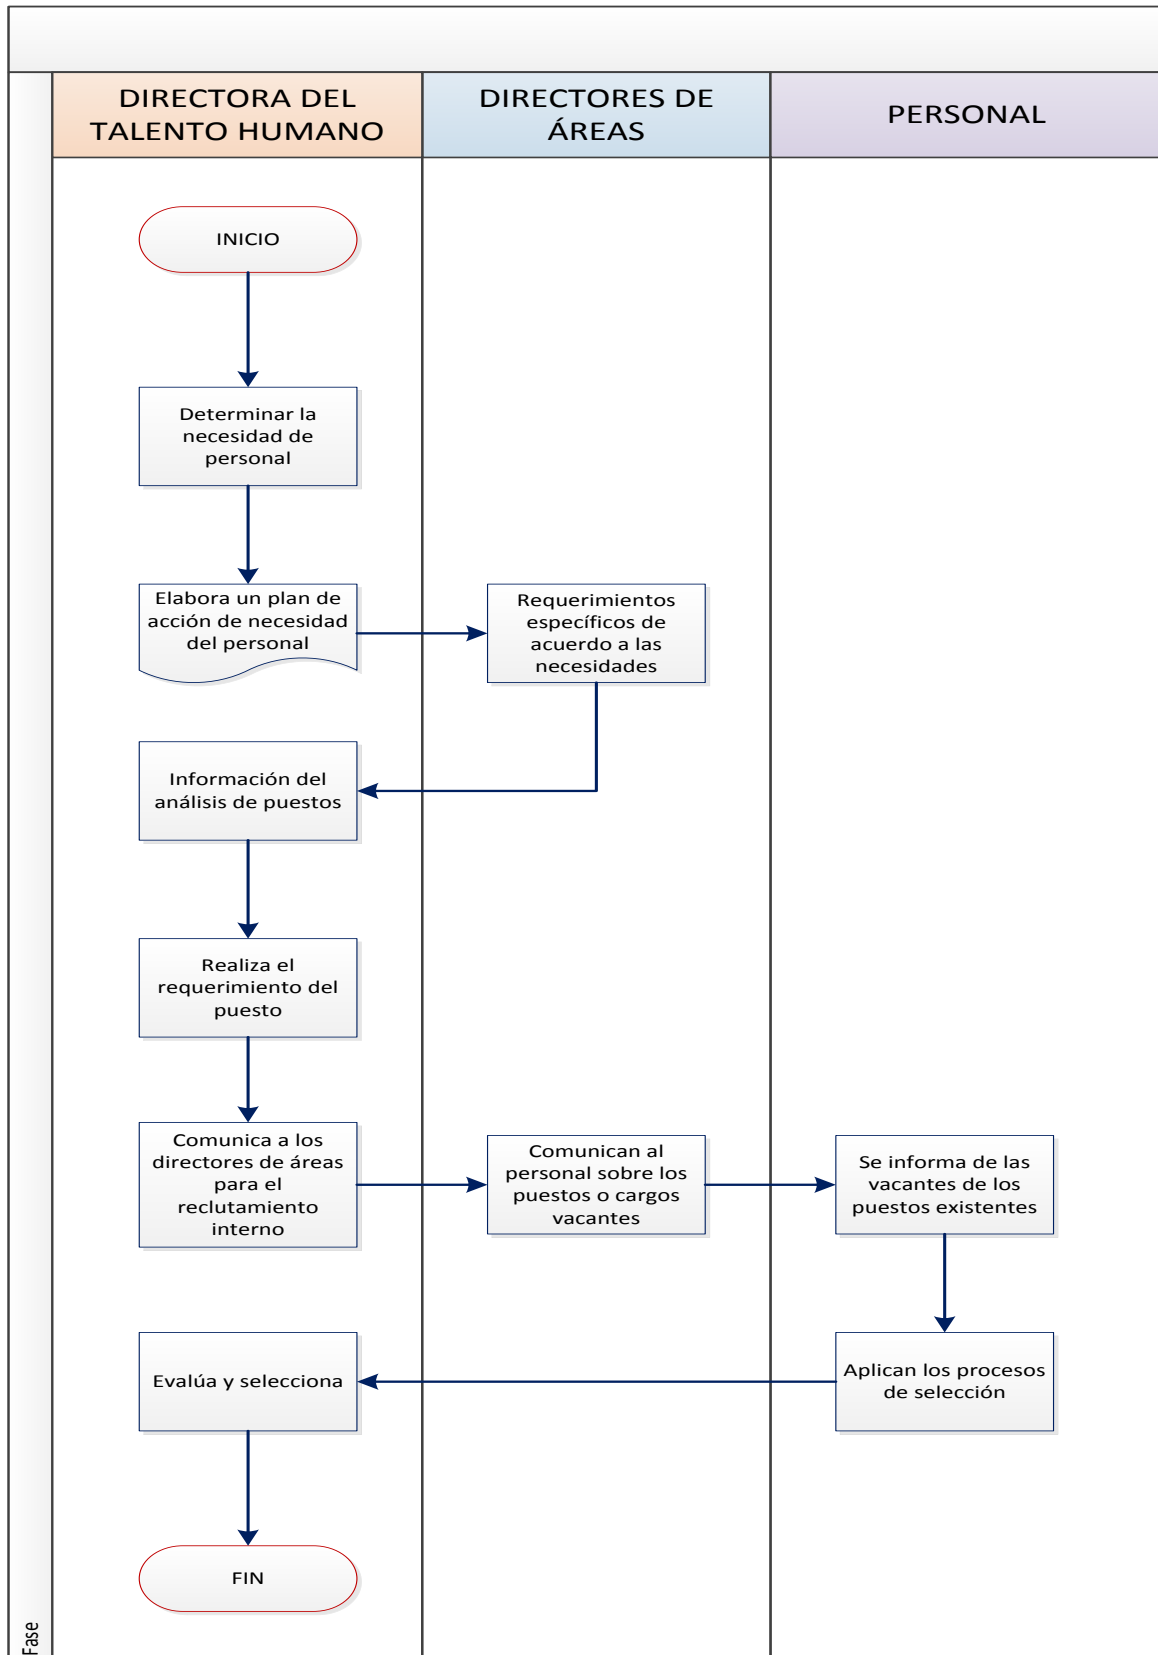 DIRECTORA DEL
TALENTO HUMANO
DIRECTORES DE
ÁREAS
PERSONAL
INICIO
Determinar la
necesidad de
personal
Elabora un plan de
acción de necesidad
del personal
Requerimientos
específicos de
acuerdo a las
necesidades
Información del
análisis de puestos
Realiza el
requerimiento del
puesto
Comunica a los
directores de áreas
para el
reclutamiento
interno
Comunican al
personal sobre los
puestos o cargos
vacantes
Se informa de las
vacantes de los
puestos existentes
Aplican los procesos
de selección
Evalúa y selecciona
FIN
Fase